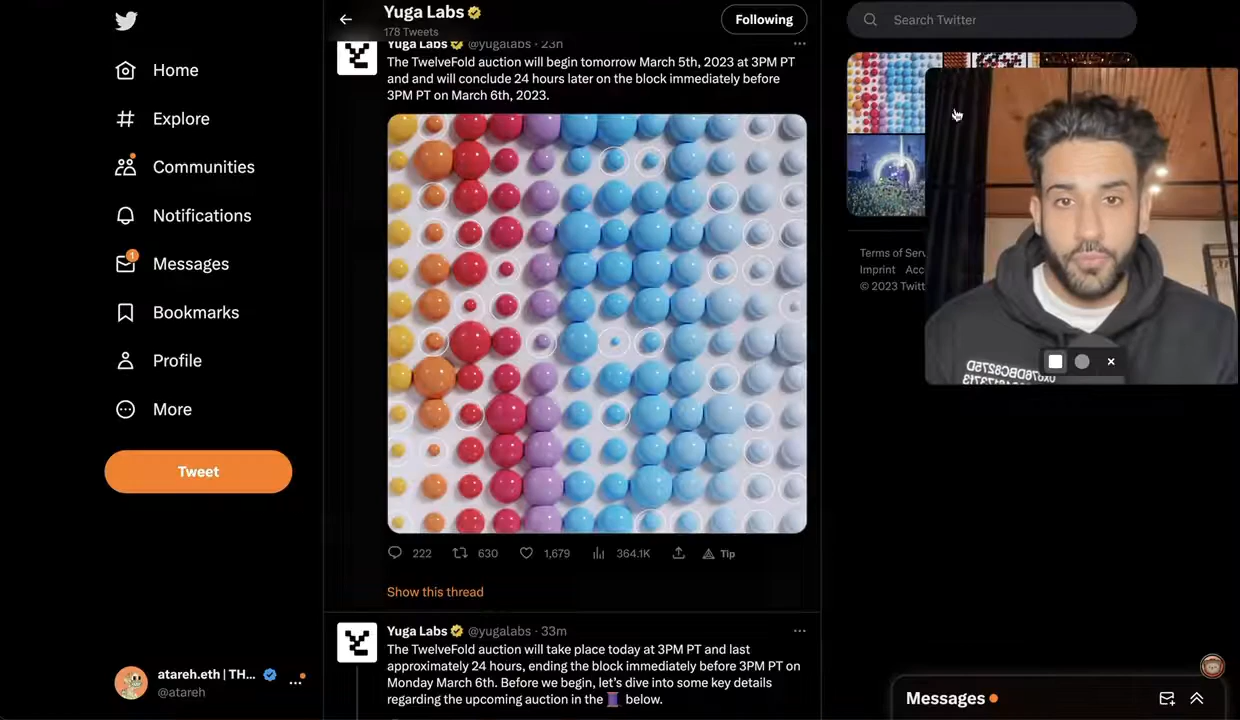 Home
Explore
Communities
Notifications
1
Messages
Bookmarks
Profile
More
Tweet
atareh.eth | TH...
@atareh
Yuga Labs
178 Tweets
Following
Yuga Labs @yugalabs · 23h
The TwelveFold auction will begin tomorrow March 5th, 2023 at 3PM PT
and and will conclude 24 hours later on the block immediately before
3PM PT on March 6th, 2023.
222 630 1,679 364.1K Tip
Show this thread
Yuga Labs @yugalabs · 33m
The TwelveFold auction will take place today at 3PM PT and last
approximately 24 hours, ending the block immediately before 3PM PT on
Monday March 6th. Before we begin, let's dive into some key details
regarding the upcoming auction in the 🧵 below.
Search Twitter
Terms of Serv
Imprint Acc
© 2023 Twitt
Messages